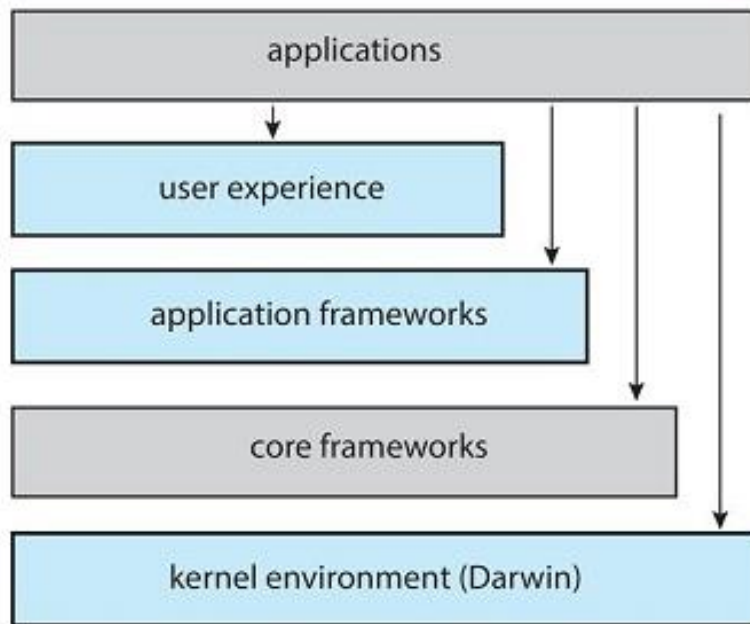 applications
user experience
application frameworks
core frameworks
kernel environment (Darwin)